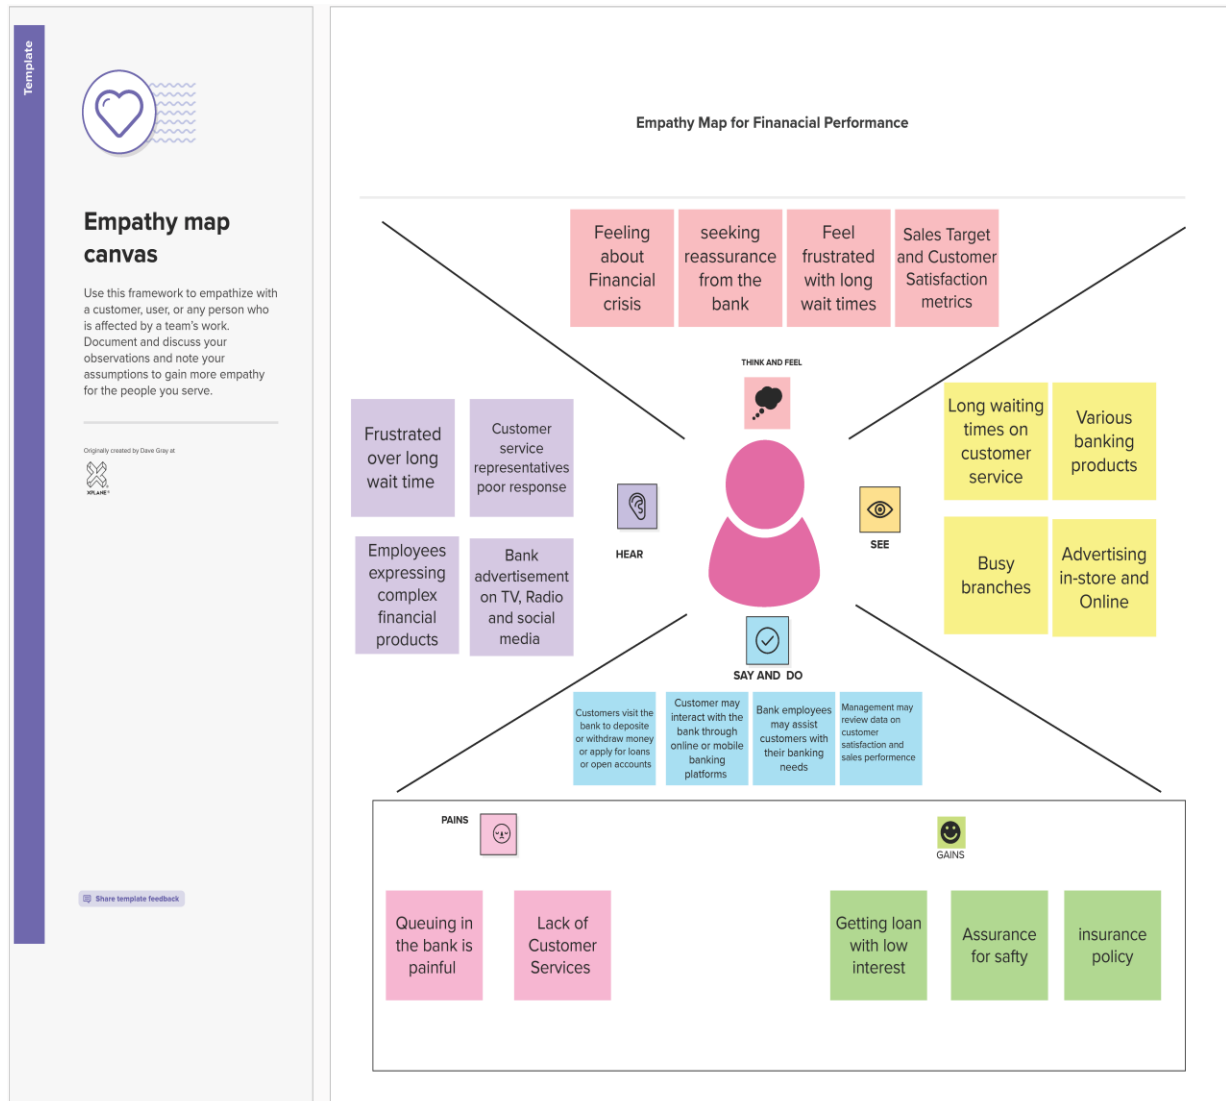 Template
Empathy map
canvas
Use this framework to empathize with
a customer, user, or any person who
is affected by a team's work.
Document and discuss your
observations and note your
assumptions to gain more empathy
for the people you serve.
Originally created by Dave Gray at
XPLANE
Share template feedback
Empathy Map for Finanacial Performance
Feeling
about
Financial
crisis
seeking
reassurance
from the
bank
Feel
frustrated
with long
wait times
Sales Target
and Customer
Satisfaction
metrics
THINK AND FEEL
Frustrated
over long
wait time
Customer
service
representatives
poor response
Employees
expressing
complex
financial
products
Bank
advertisement
on TV, Radio
and social
media
HEAR
SEE
Long waiting
times on
customer
service
Various
banking
products
Busy
branches
Advertising
in-store and
Online
SAY AND DO
Customers visit the
bank to deposite
or withdraw money
or apply for loans
or open accounts
Customer may
interact with the
bank through
online or mobile
banking
platforms
Bank employees
may assist
customers with
their banking
needs
Management may
review data on
customer
satisfaction and
sales performence
PAINS
GAINS
Queuing in
the bank is
painful
Lack of
Customer
Services
Getting loan
with low
interest
Assurance
for safty
insurance
policy